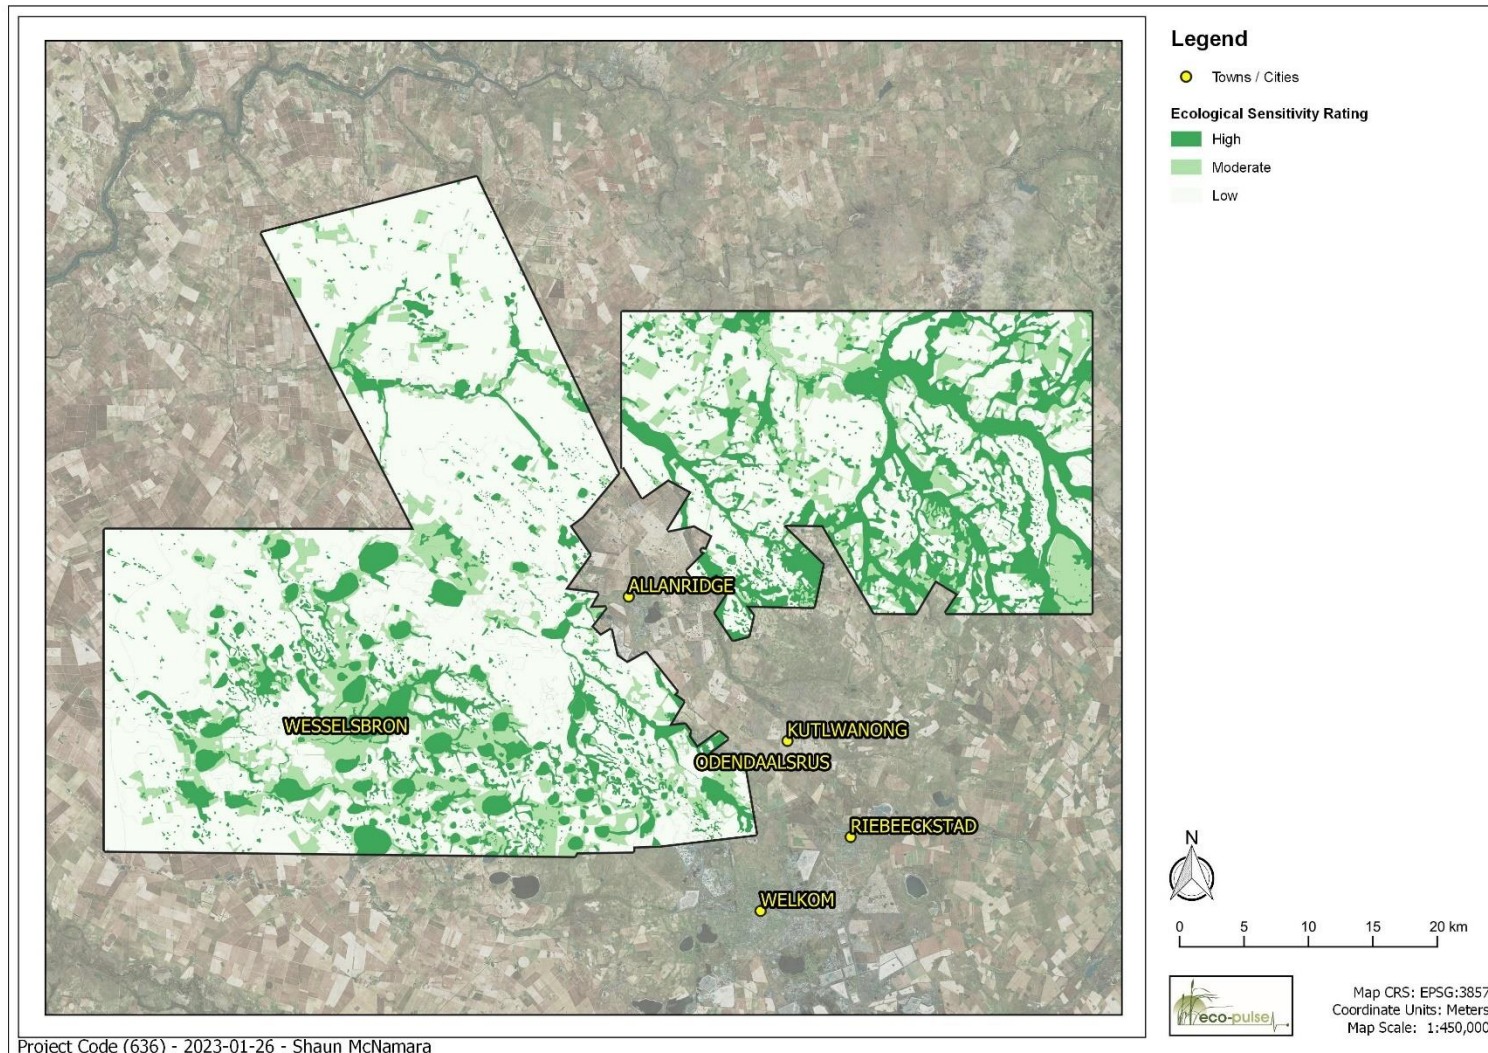 Legend
Towns / Cities
Ecological Sensitivity Rating
High
Moderate
Low
ALLANRIDGE
WESSELSBRON
KUTLWANONG
ODENDAALSRUS
RIEBEECKSTAD
WELKOM
N
0 5 10 15 20 km
eco-pulse
Map CRS: EPSG:3857
Coordinate Units: Meters
Map Scale: 1:450,000
Project Code (636) - 2023-01-26 - Shaun McNamara